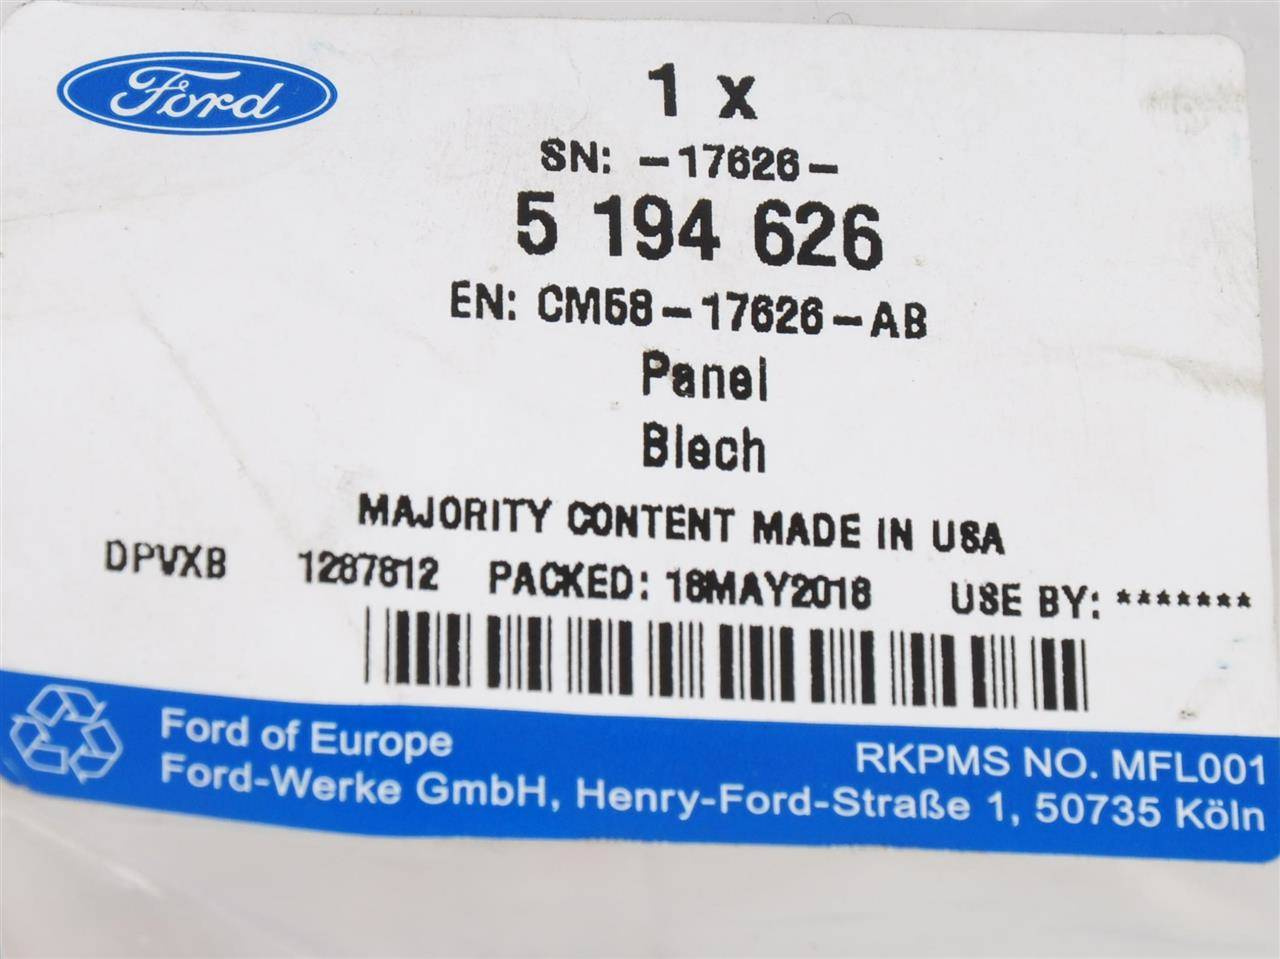 Ford
1 x
SN: -17626-
5 194 626
EN: CM58-17626-AB
Panel
Blech
MAJORITY CONTENT MADE IN USA
DPVXB 1287812 PACKED: 18MAY2018 USE BY: *******
Ford of Europe
RKPMS NO. MFL001
Ford-Werke GmbH, Henry-Ford-Straße 1, 50735 Köln